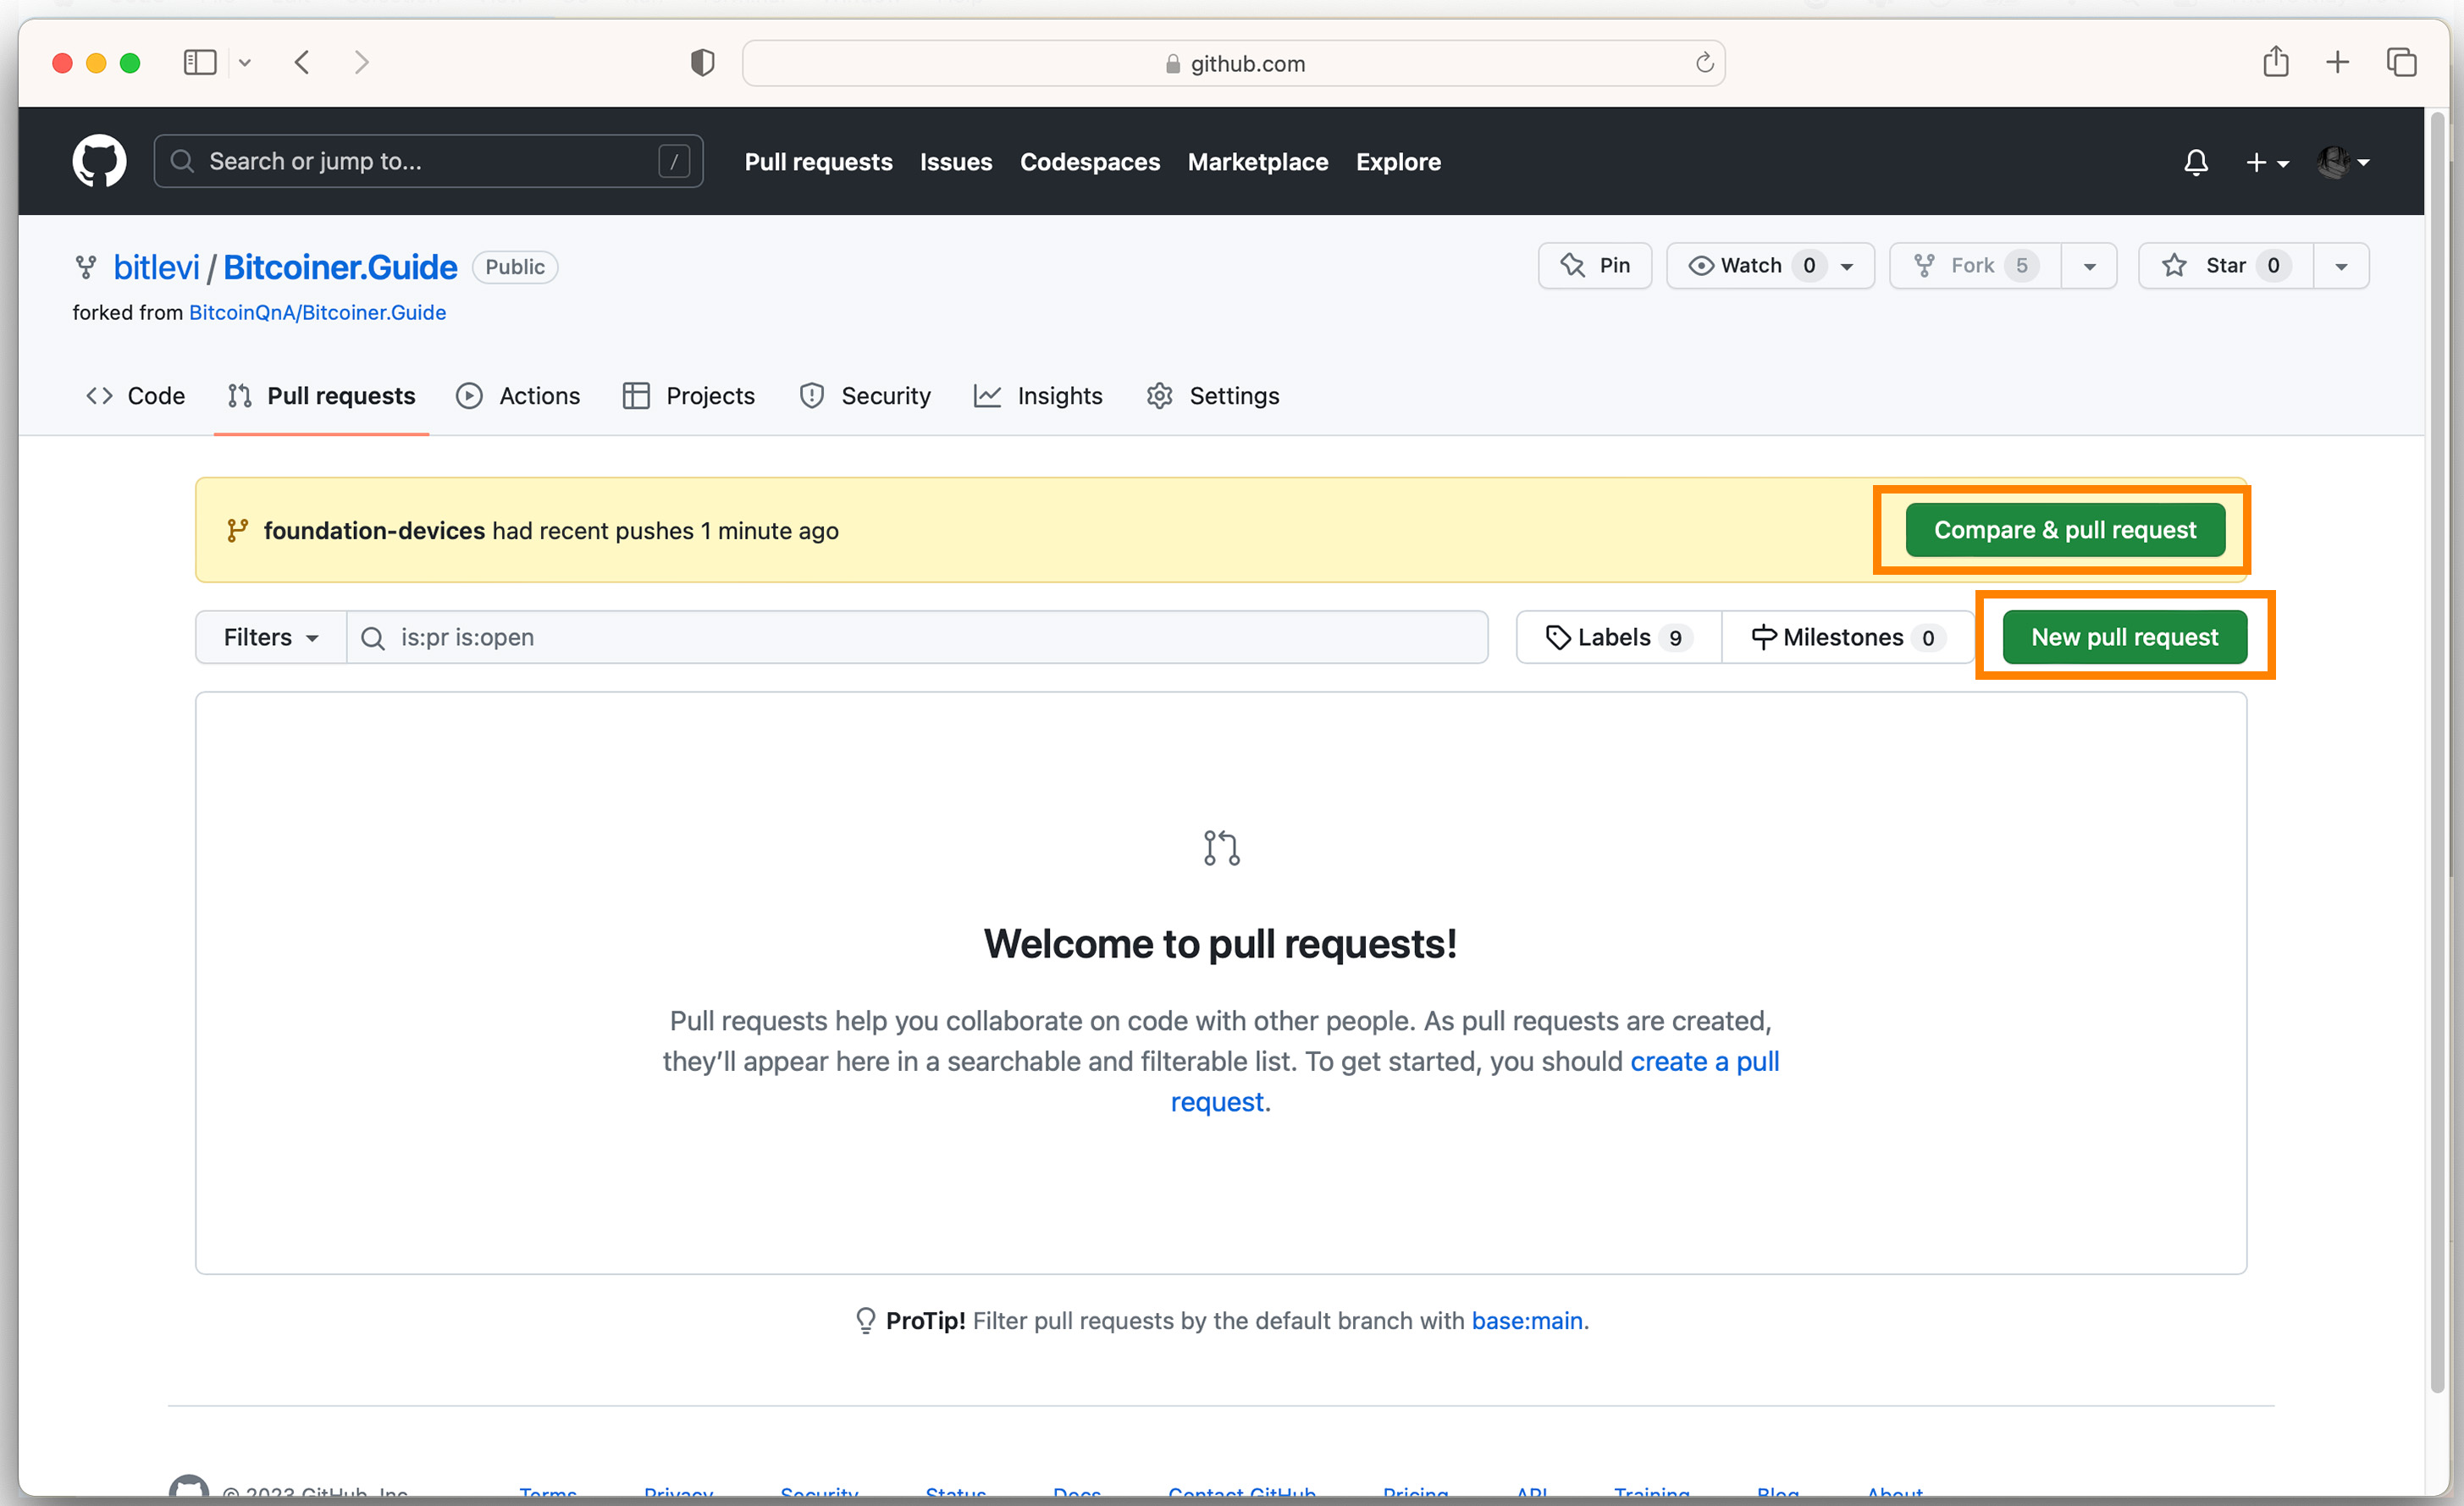 github.com
Search or jump to... /
Pull requests Issues Codespaces Marketplace Explore
bitlevi / Bitcoiner.Guide Public
Pin Watch 0 Fork 5 Star 0
forked from BitcoinQnA/Bitcoiner.Guide
Code Pull requests Actions Projects Security Insights Settings
foundation-devices had recent pushes 1 minute ago Compare & pull request
Filters is:pr is:open Labels 9 Milestones 0 New pull request
Welcome to pull requests!
Pull requests help you collaborate on code with other people. As pull requests are created,
they’ll appear here in a searchable and filterable list. To get started, you should create a pull
request.
ProTip! Filter pull requests by the default branch with base:main.
© 2023 GitHub, Inc. Terms Privacy Security Status Docs Contact GitHub Pricing API Training Blog About